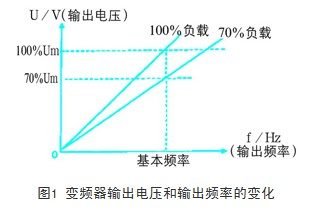 U/V(输出电压)
100%负载
70%负载
100%Um
70%Um
0
f/Hz
(输出频率)
基本频率
图1 变频器输出电压和输出频率的变化